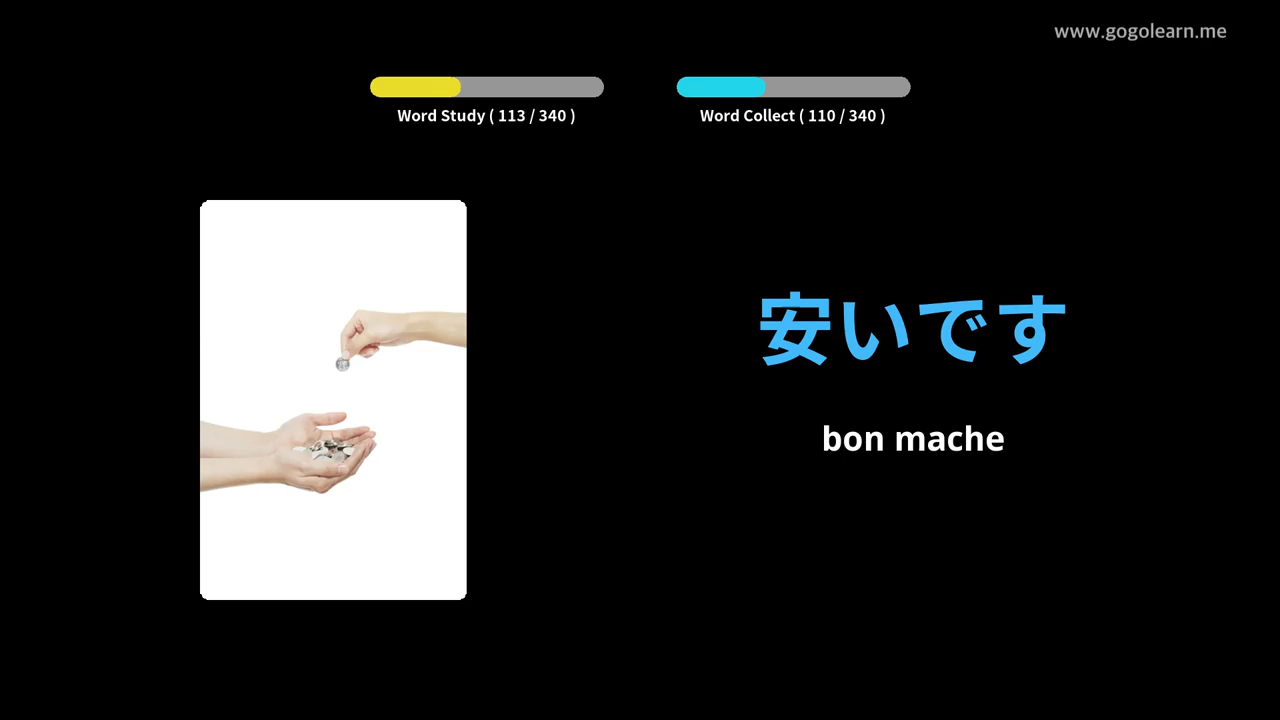 www.gogolearn.me
Word Study ( 113 / 340 )
Word Collect ( 110 / 340 )
安いです
bon mache